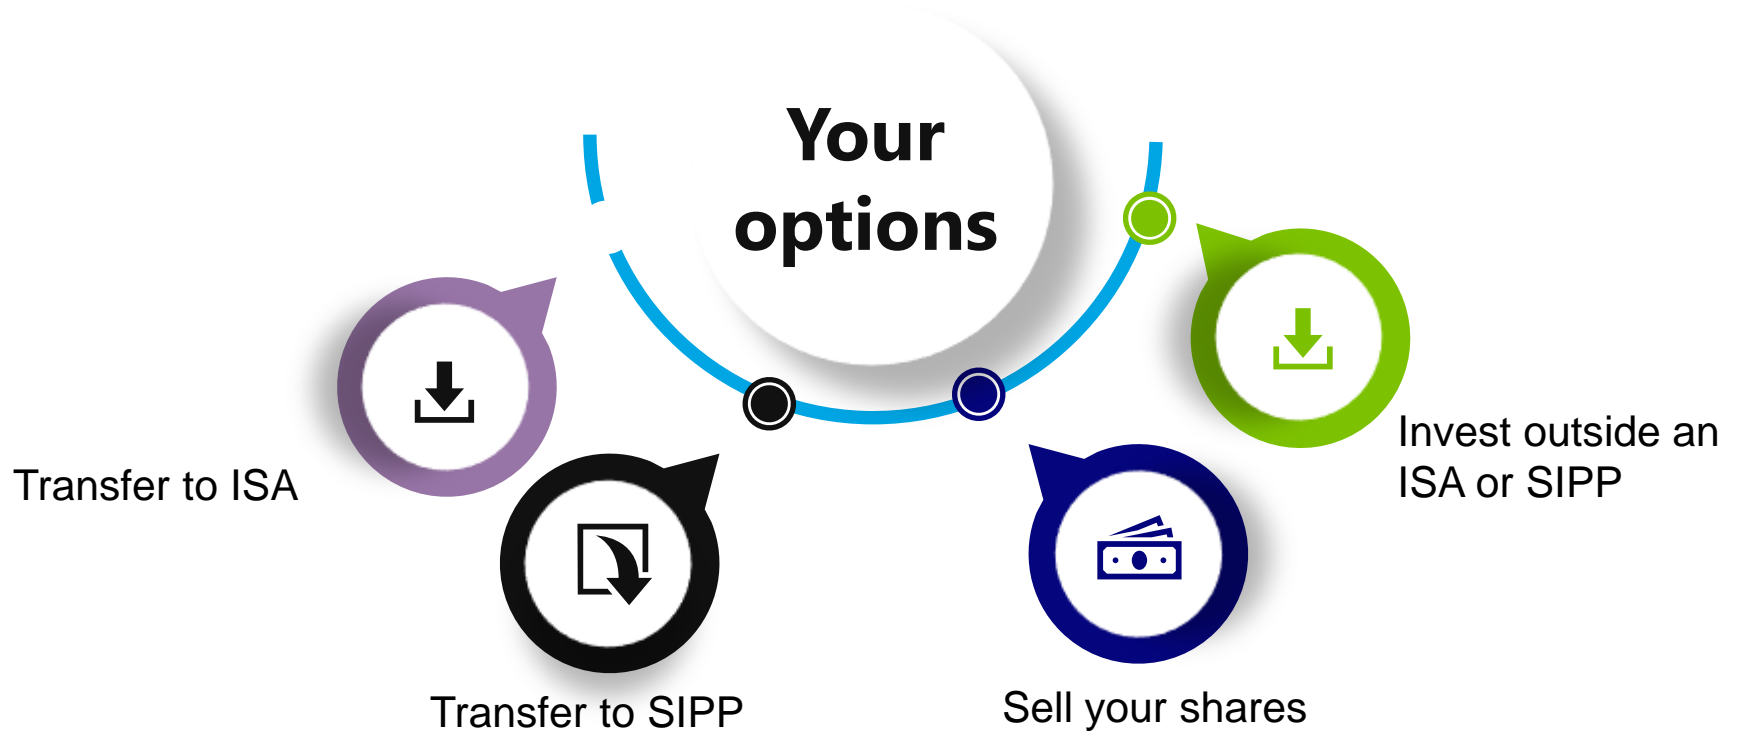 Your
options
Transfer to ISA
Transfer to SIPP
Sell your shares
Invest outside an
ISA or SIPP